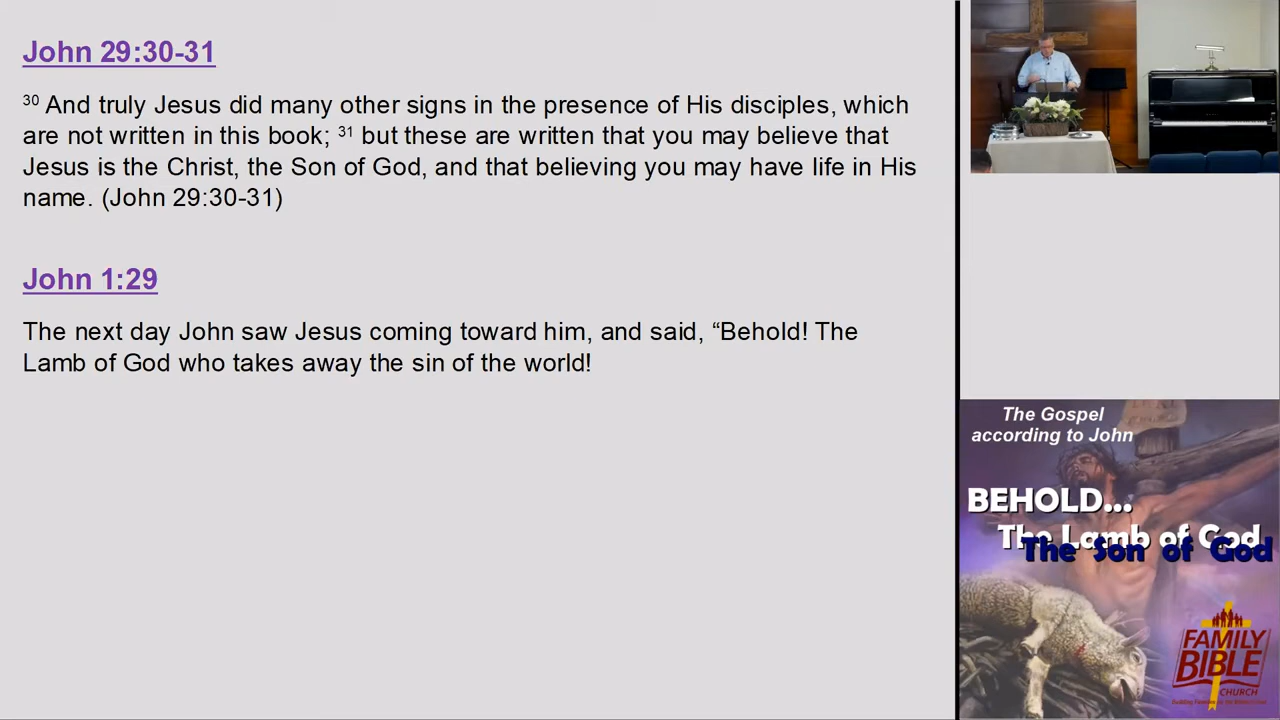 John 29:30-31
30 And truly Jesus did many other signs in the presence of His disciples, which
are not written in this book; 31 but these are written that you may believe that
Jesus is the Christ, the Son of God, and that believing you may have life in His
name. (John 29:30-31)
John 1:29
The next day John saw Jesus coming toward him, and said, “Behold! The
Lamb of God who takes away the sin of the world!
The Gospel
according to John
BEHOLD...
The Lamb of God
The Son of God
FAMILY
BIBLE
CHURCH